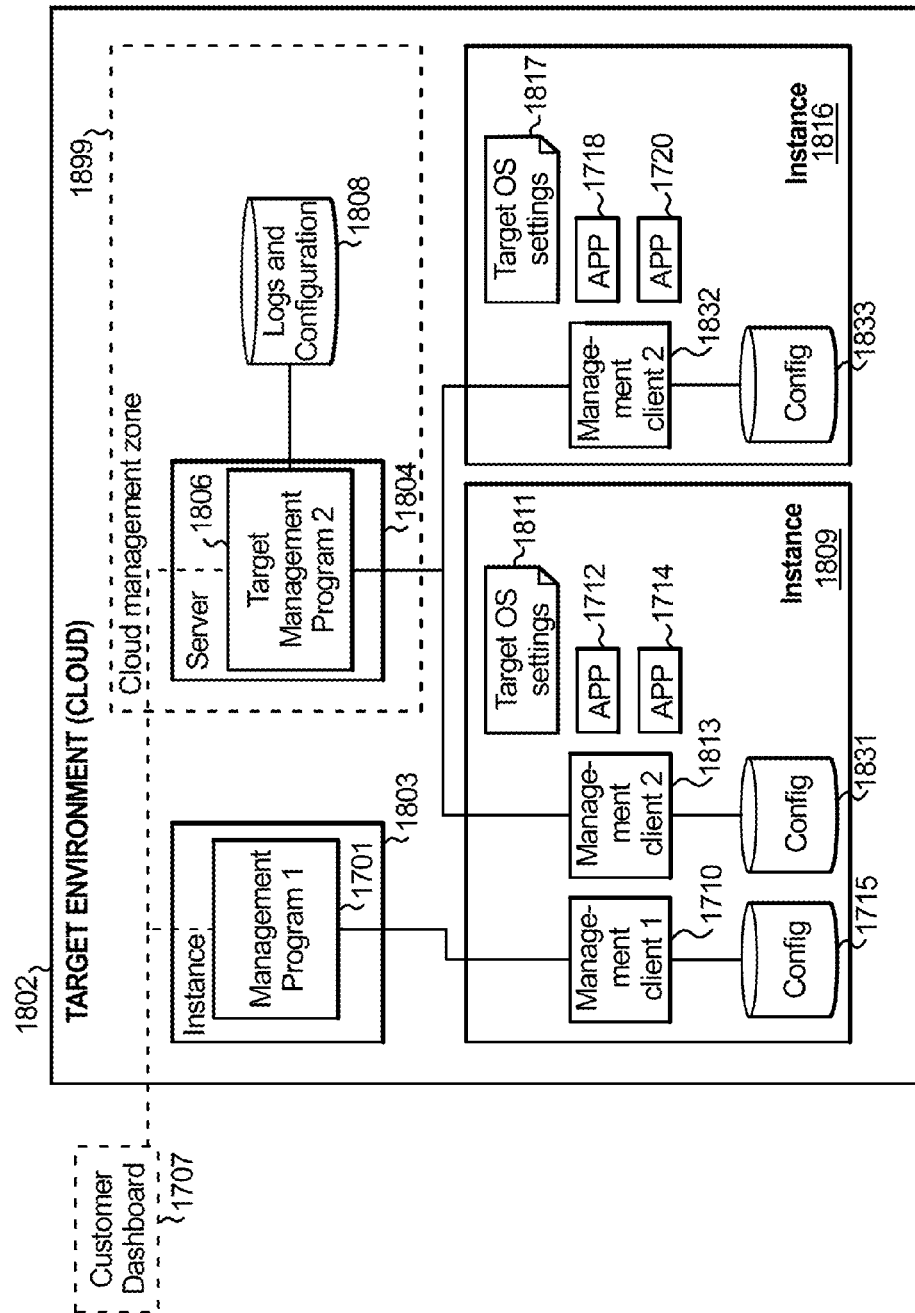 1802
TARGET ENVIRONMENT (CLOUD)
Customer
Dashboard
1707
Cloud management zone
1899
Instance
Management
Program 1
1701
1803
Server
1806
Target
Management
Program 2
1804
Logs and
Configuration
1808
Manage-
ment
client 1
1710
Config
1715
Manage-
ment
client 2
1813
Config
1831
Target OS
settings
1811
APP
1712
APP
1714
Instance
1809
Manage-
ment
client 2
1832
Config
1833
Target OS
settings
1817
APP
1718
APP
1720
Instance
1816